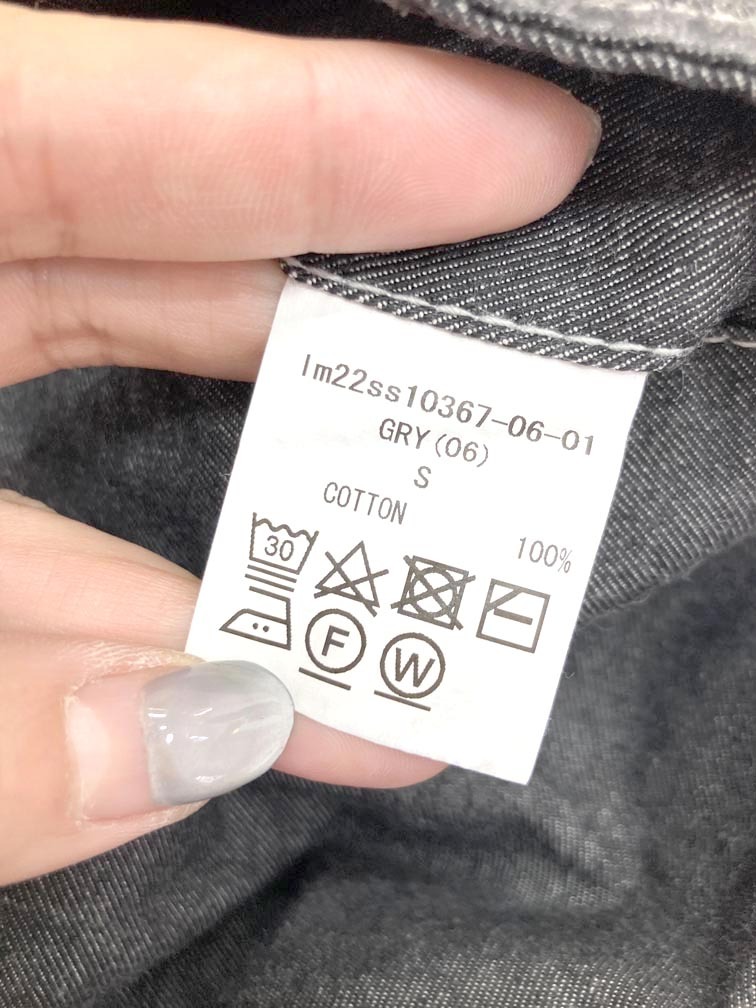 lm22ss10367-06-01
GRY(06)
S
COTTON 100%
30
F W